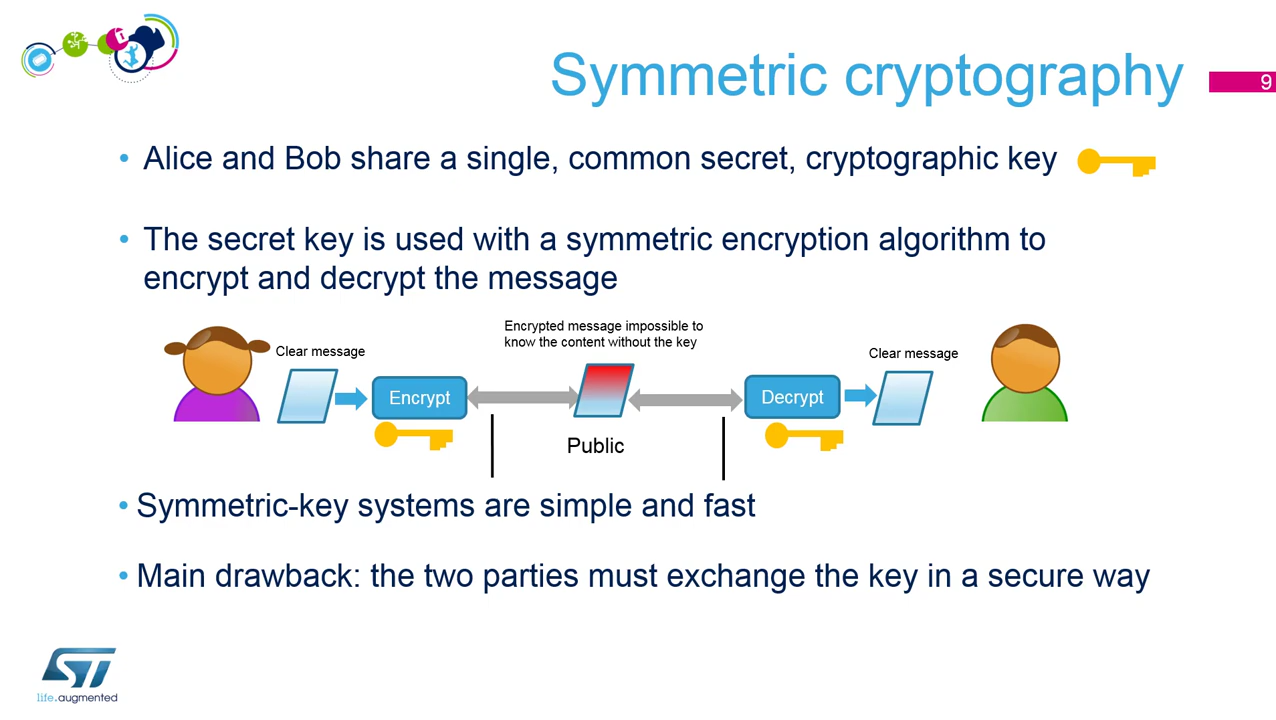 Symmetric cryptography
9
• Alice and Bob share a single, common secret, cryptographic key
• The secret key is used with a symmetric encryption algorithm to
encrypt and decrypt the message
Encrypted message impossible to
know the content without the key
Clear message
Clear message
Encrypt
Decrypt
Public
• Symmetric-key systems are simple and fast
• Main drawback: the two parties must exchange the key in a secure way
ST
life.augmented